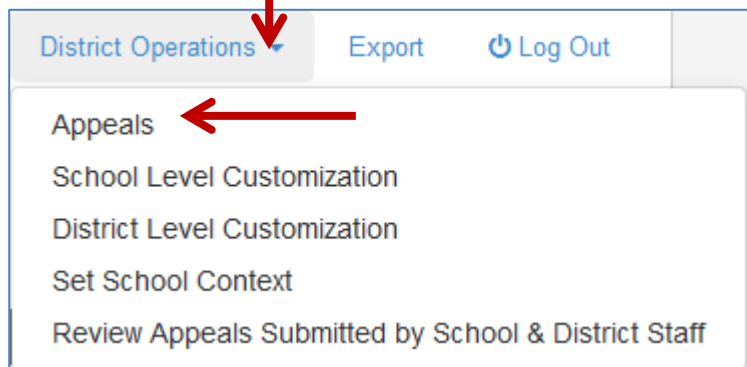 District Operations Export Log Out
Appeals
School Level Customization
District Level Customization
Set School Context
Review Appeals Submitted by School & District Staff